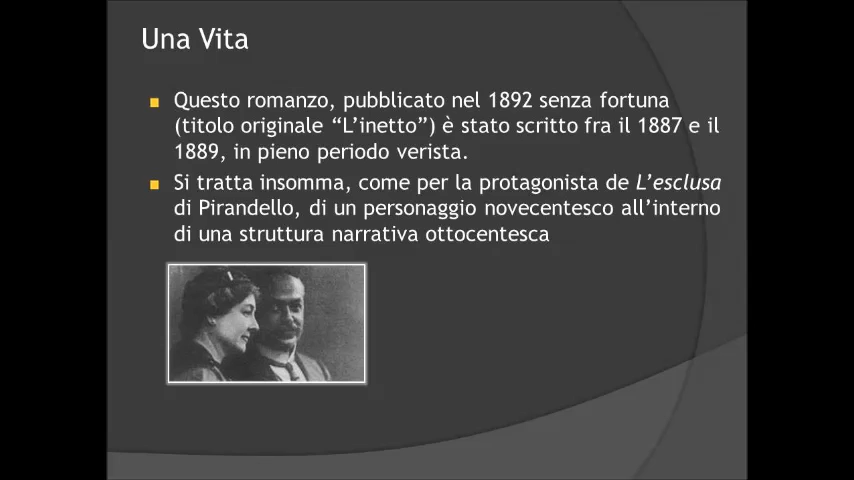 Una Vita
Questo romanzo, pubblicato nel 1892 senza fortuna
(titolo originale “L’inetto”) è stato scritto fra il 1887 e il
1889, in pieno periodo verista.
Si tratta insomma, come per la protagonista de L’esclusa
di Pirandello, di un personaggio novecentesco all’interno
di una struttura narrativa ottocentesca